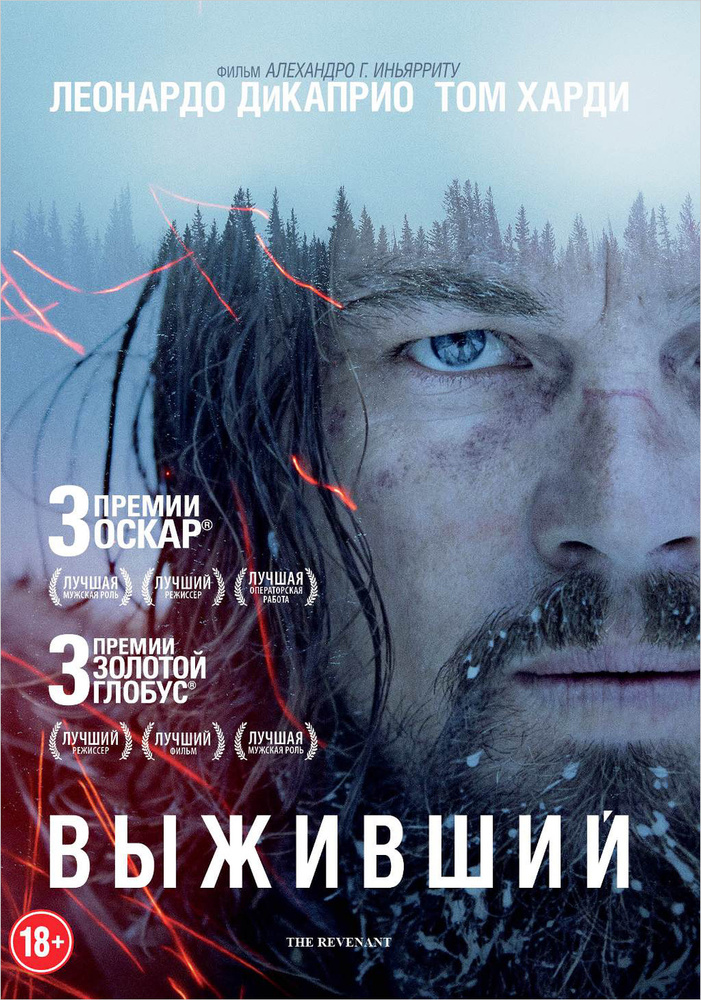 ФИЛЬМ АЛЕХАНДРО Г. ИНЬЯРРИТУ
ЛЕОНАРДО ДиКАПРИО ТОМ ХАРДИ
3 ПРЕМИИ
ОСКАР®
ЛУЧШАЯ
МУЖСКАЯ РОЛЬ
ЛУЧШИЙ
РЕЖИССЕР
ЛУЧШАЯ
ОПЕРАТОРСКАЯ
РАБОТА
3 ПРЕМИИ
ЗОЛОТОЙ
ГЛОБУС®
ЛУЧШИЙ
РЕЖИССЕР
ЛУЧШИЙ
ФИЛЬМ
ЛУЧШАЯ
МУЖСКАЯ РОЛЬ
ВЫЖИВШИЙ
18+
THE REVENANT